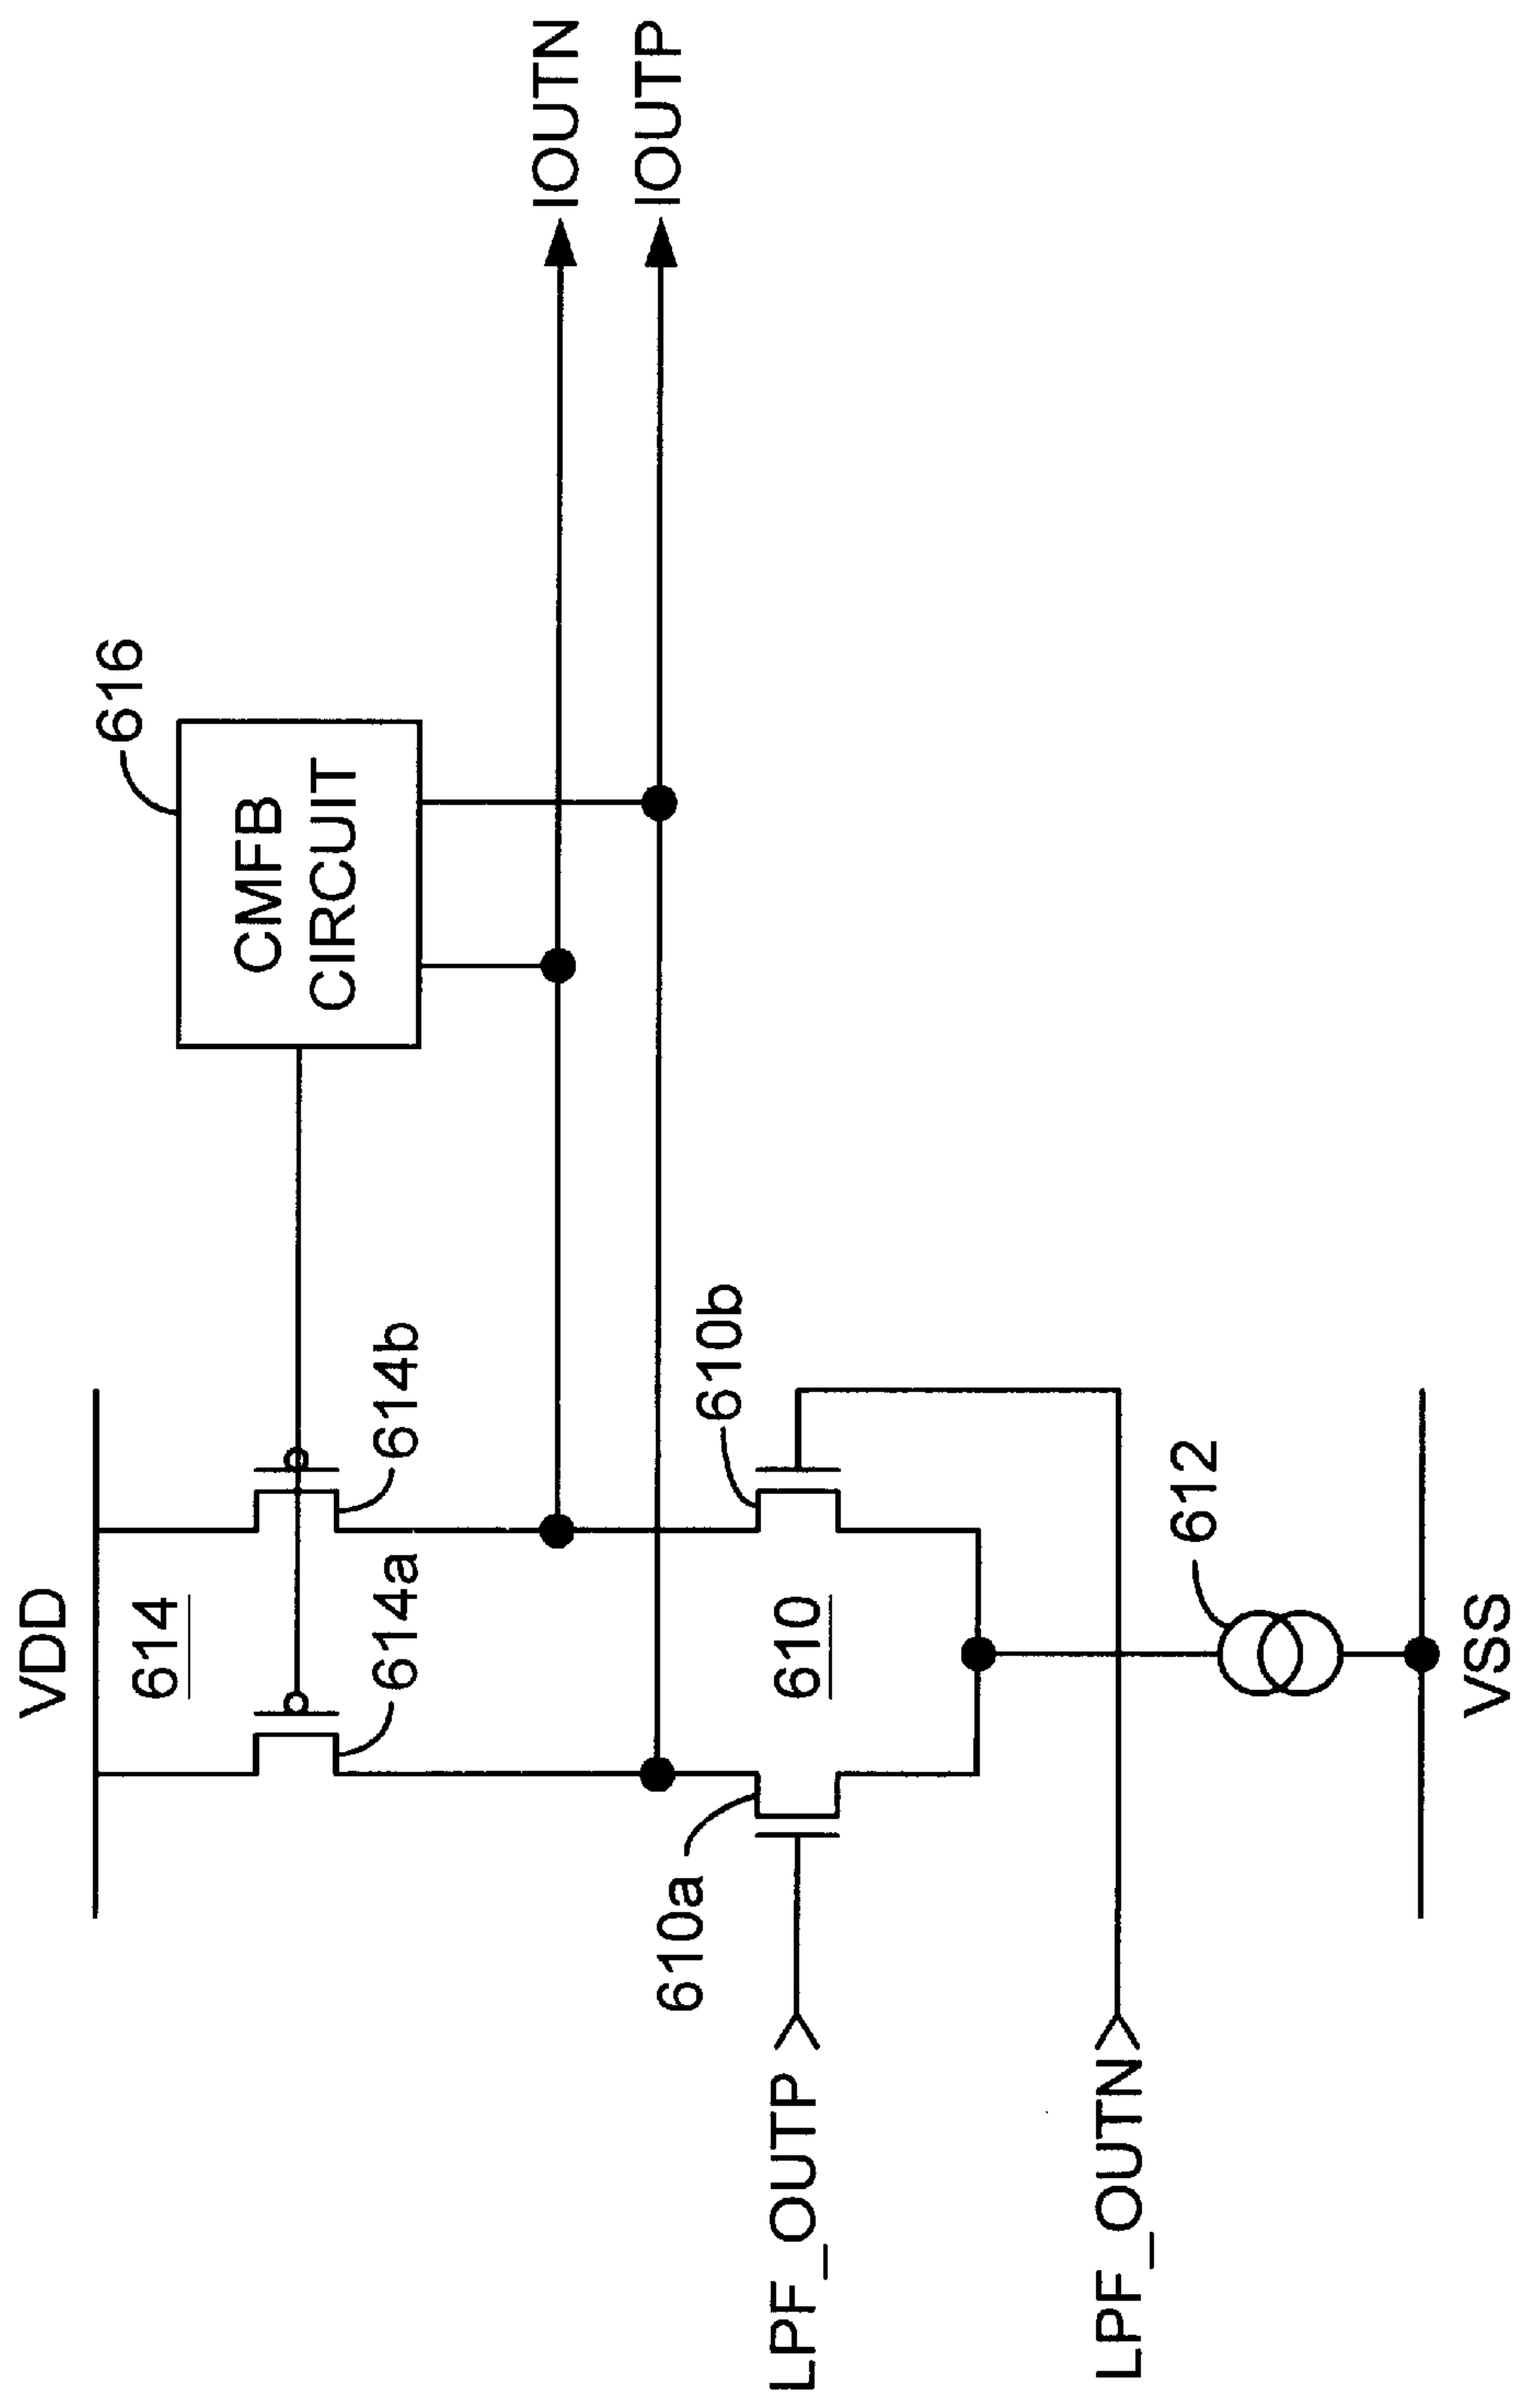 VDD
614
616
CMFB
CIRCUIT
614a
614b
IOUTN
IOUTP
610a
610
610b
LPF_OUTP
LPF_OUTN
612
VSS